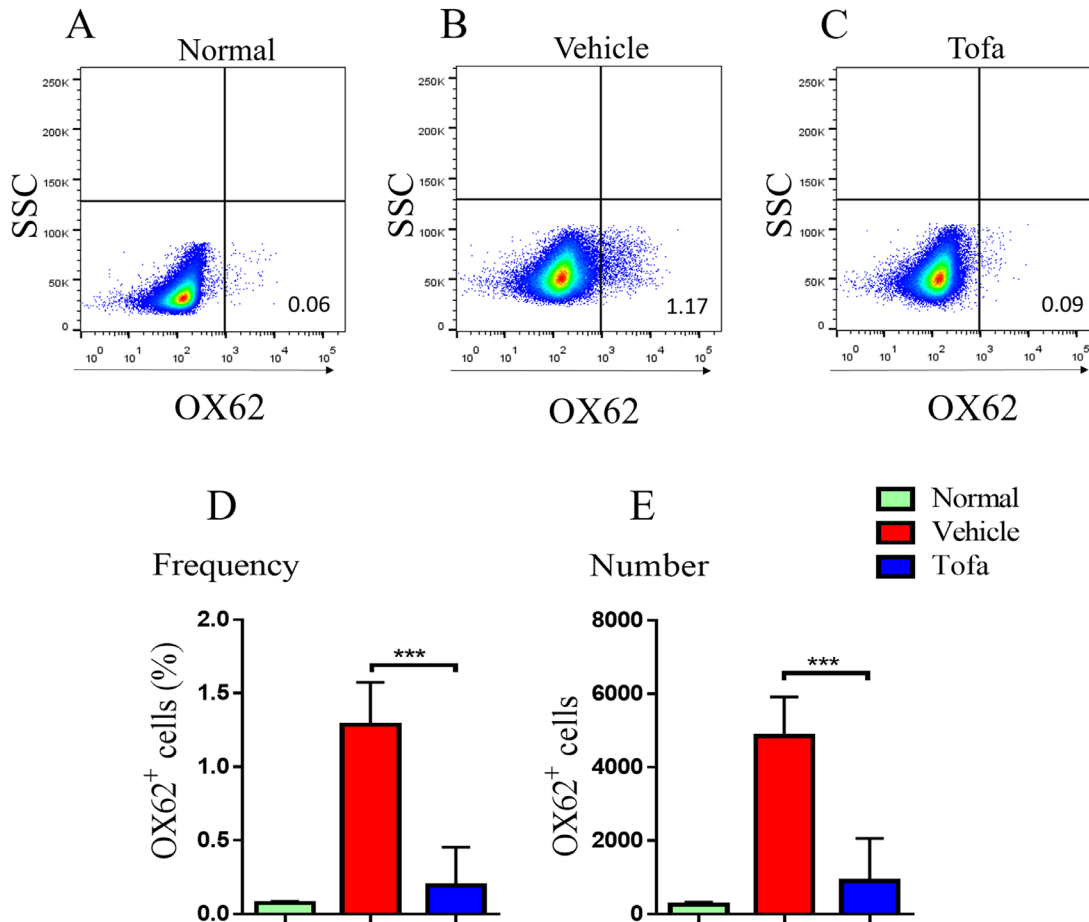 A
Normal
B
Vehicle
C
Tofa
SSC
250K
200K
150K
100K
50K
0
10^0 10^1 10^2 10^3 10^4 10^5
0.06
OX62
SSC
250K
200K
150K
100K
50K
0
10^0 10^1 10^2 10^3 10^4 10^5
1.17
OX62
SSC
250K
200K
150K
100K
50K
0
10^0 10^1 10^2 10^3 10^4 10^5
0.09
OX62
D
Frequency
OX62+ cells (%)
2.0
1.5
1.0
0.5
0.0
***
E
Number
OX62+ cells
8000
6000
4000
2000
0
***
Normal
Vehicle
Tofa